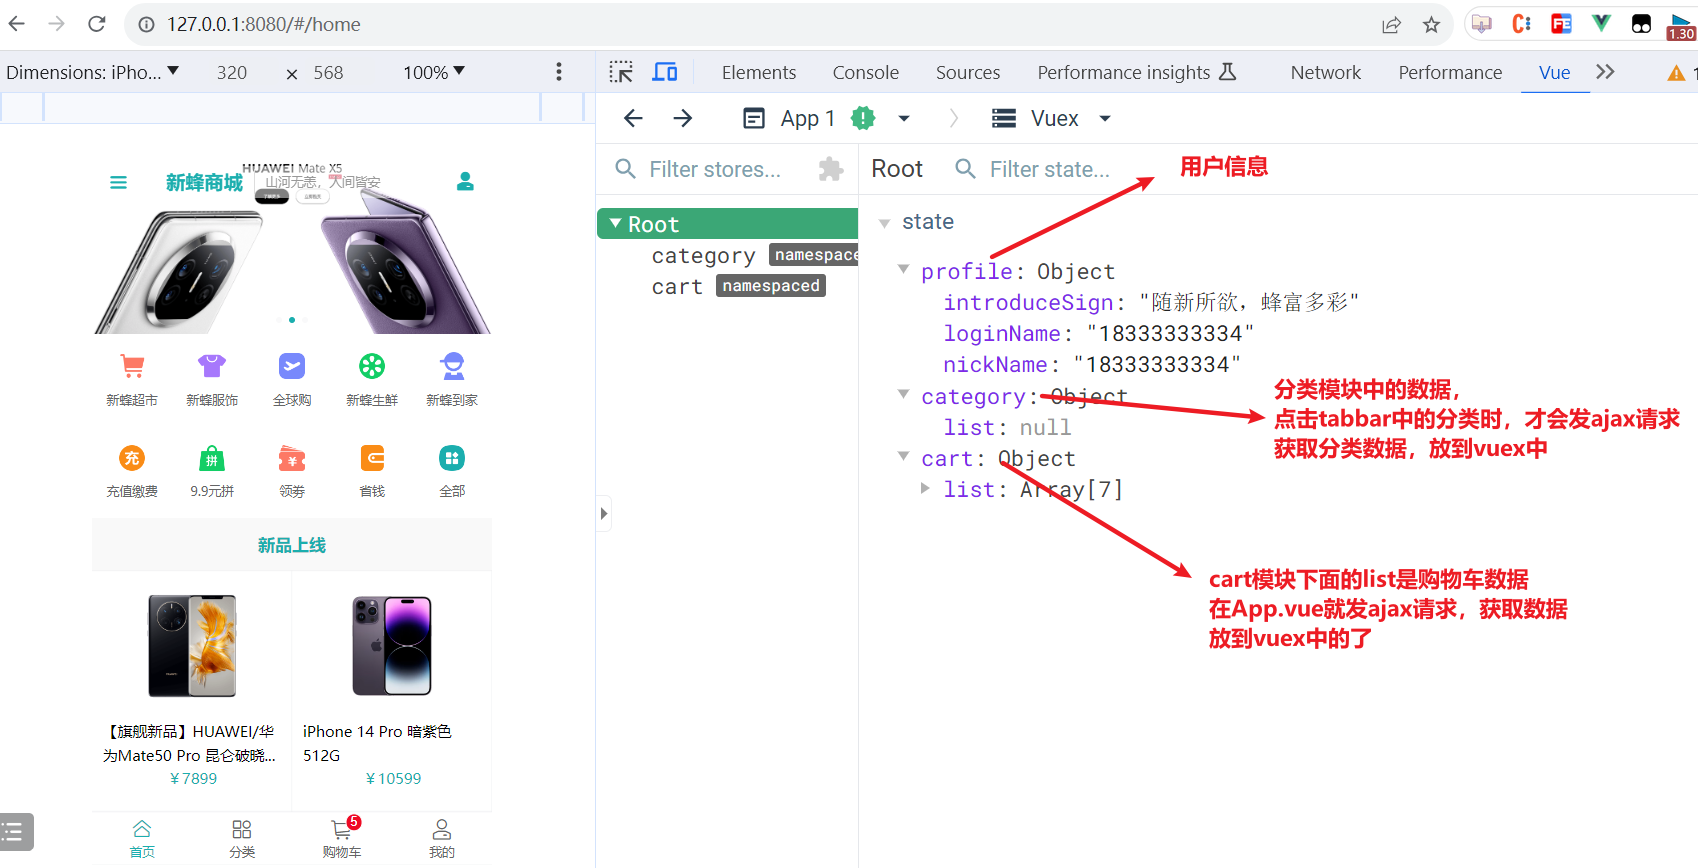 127.0.0.1:8080/#/home
1.30
Dimensions: iPho... 320 × 568 100%
Elements Console Sources Performance insights Network Performance Vue 1
App 1 Vuex
Filter stores...
Root Filter state...
用户信息
Root
category namespace
cart namespaced
state
profile: Object
introduceSign: "随新所欲，蜂富多彩"
loginName: "18333333334"
nickName: "18333333334"
category: Object
list: null
cart: Object
list: Array[7]
分类模块中的数据，
点击tabbar中的分类时，才会发ajax请求
获取分类数据，放到vuex中
cart模块下面的list是购物车数据
在App.vue就发ajax请求，获取数据
放到vuex中的了
新蜂商城
HUAWEI Mate X5
山河无恙，人间皆安
新蜂超市 新蜂服饰 全球购 新蜂生鲜 新蜂到家
充 拼
充值缴费 9.9元拼 领劵 省钱 全部
新品上线
【旗舰新品】HUAWEI/华
为Mate50 Pro 昆仑破晓...
¥7899
iPhone 14 Pro 暗紫色
512G
¥10599
5
首页 分类 购物车 我的